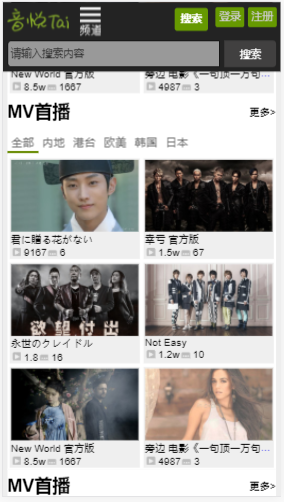 音悦Tai 频道 搜索 登录 注册
请输入搜索内容 搜索
New World 官方版 旁边 电影《一句顶一万句...
8.5w 1667 4987 3
MV首播 更多>
全部 内地 港台 欧美 韩国 日本
君に贈る花がない 幸亏 官方版
9167 6 1.5w 67
欲望付出
永世のクレイドル Not Easy
1.8 16 1.2w 10
New World 官方版 旁边 电影《一句顶一万句...
8.5w 1667 4987 3
MV首播 更多>